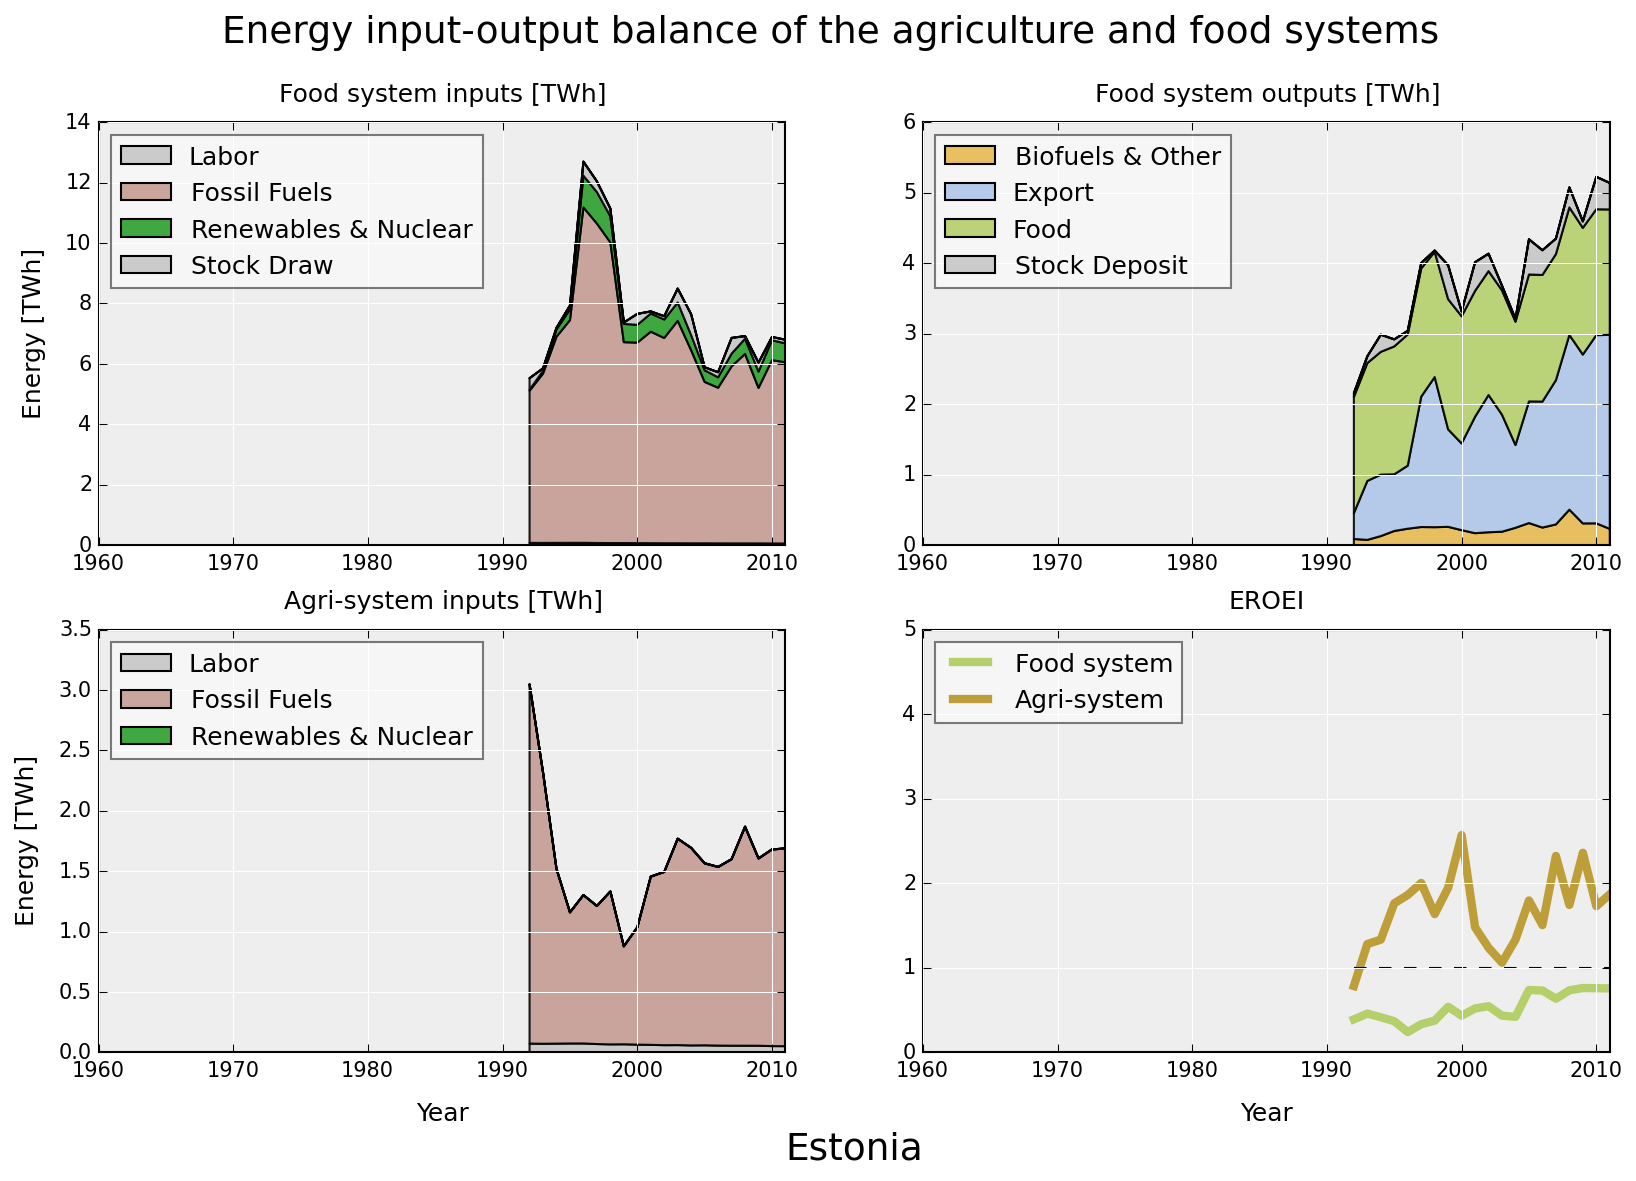 Energy input-output balance of the agriculture and food systems
Food system inputs [TWh]
Energy [TWh]
14
12
10
8
6
4
2
0
Labor
Fossil Fuels
Renewables & Nuclear
Stock Draw
1960 1970 1980 1990 2000 2010
Food system outputs [TWh]
6
5
4
3
2
1
0
Biofuels & Other
Export
Food
Stock Deposit
1960 1970 1980 1990 2000 2010
Agri-system inputs [TWh]
Energy [TWh]
3.5
3.0
2.5
2.0
1.5
1.0
0.5
0.0
Labor
Fossil Fuels
Renewables & Nuclear
1960 1970 1980 1990 2000 2010
Year
EROEI
5
4
3
2
1
0
Food system
Agri-system
1960 1970 1980 1990 2000 2010
Year
Estonia